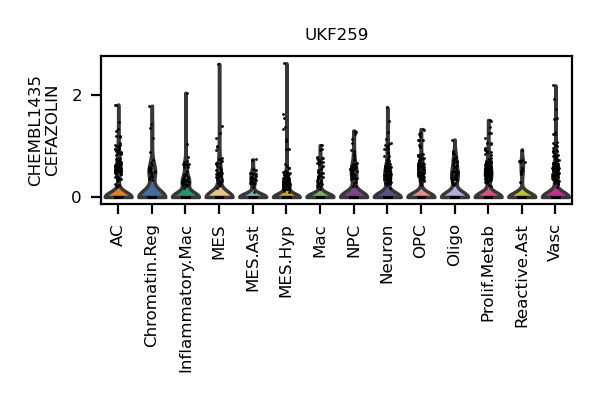 UKF259
CHEMBL1435
CEFAZOLIN
2
0
AC
Chromatin.Reg
Inflammatory.Mac
MES
MES.Ast
MES.Hyp
Mac
NPC
Neuron
OPC
Oligo
Prolif.Metab
Reactive.Ast
Vasc